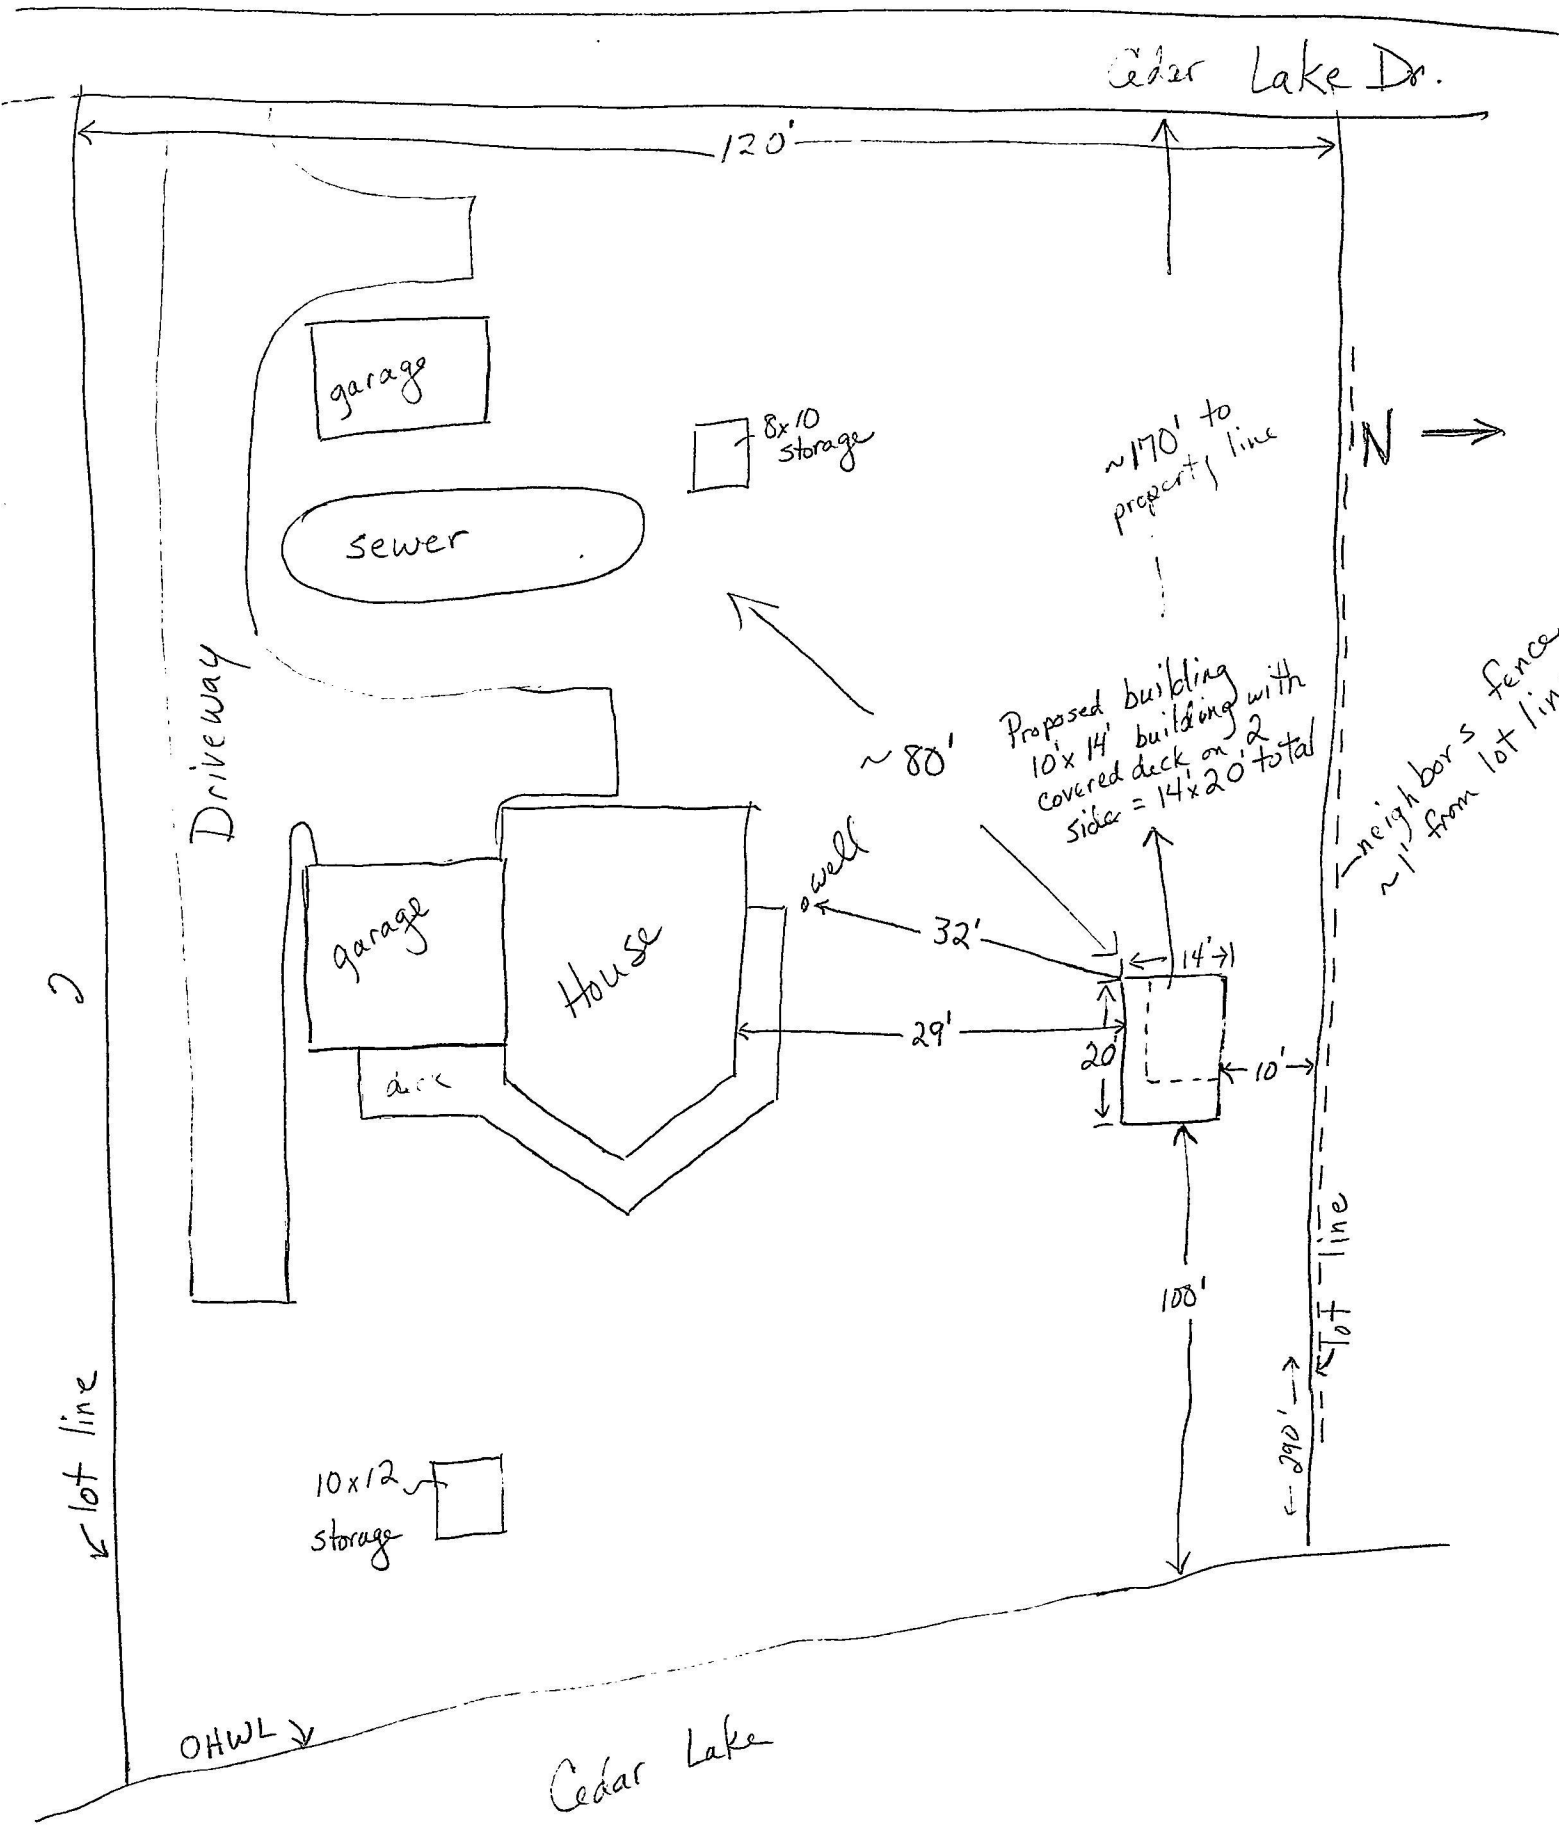 Cedar Lake Dr.
120'
garage
8x10
storage
N
~170' to
property line
sewer
Driveway
~80'
Proposed building
10'x14' building with
covered deck on 2
sides = 14'x20' total
neighbors fence
~1' from lot
well
garage
House
32'
14'
29'
20'
10'
deck
lot line
100'
290'
lot line
10x12
storage
OHWL
Cedar Lake